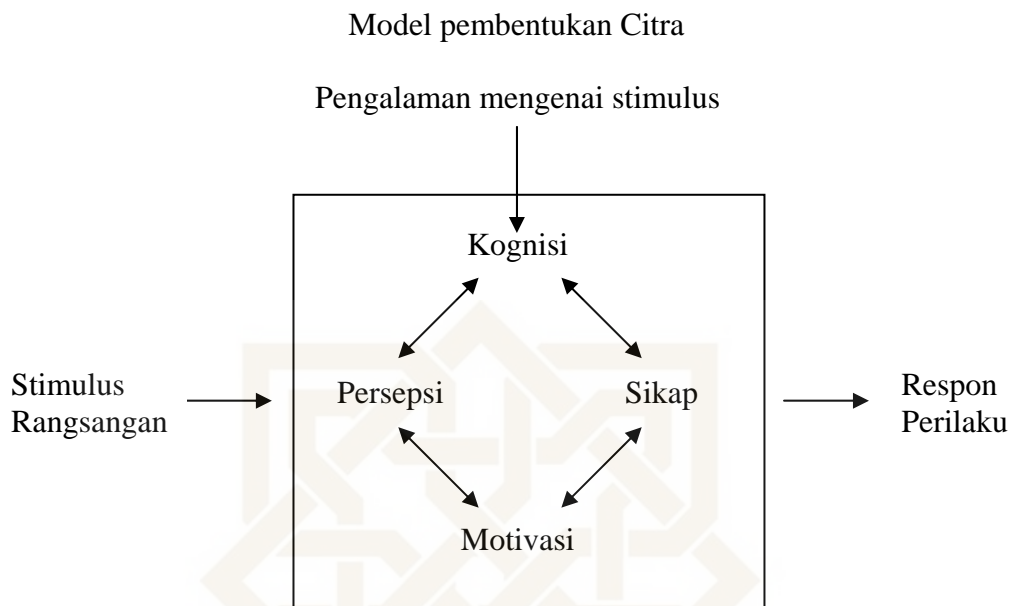 Model pembentukan Citra
Pengalaman mengenai stimulus
Kognisi
Stimulus
Rangsangan
Persepsi
Sikap
Respon
Perilaku
Motivasi